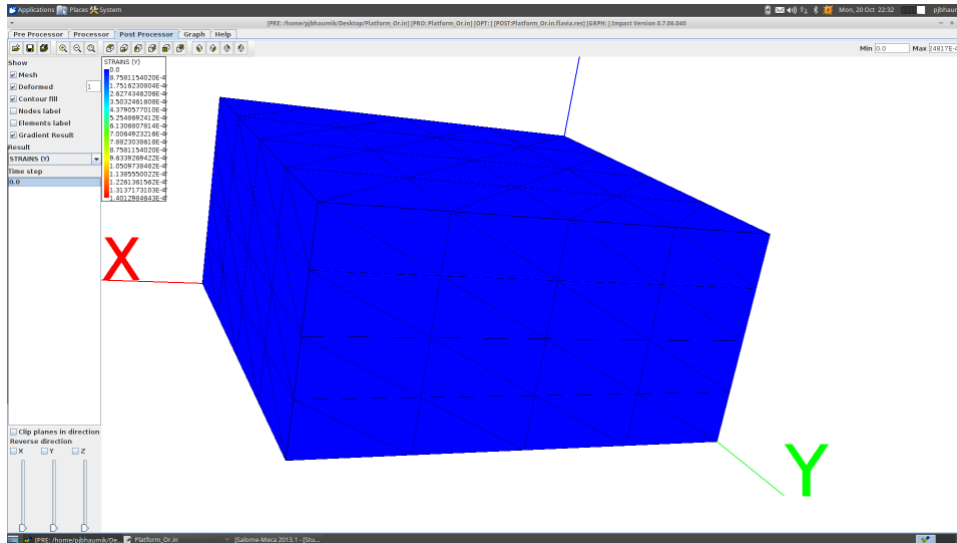 Applications Places System
Mon, 20 Oct 22:32 pjbhaum
[PRE: /home/pjbhaumik/Desktop/Platform_Or.in] [PRO: Platform_Or.in] [OPT: ] [POST:Platform_Or.in.flavia.res] [GRPH: ] Impact Version 0.7.06.040
Pre Processor Processor Post Processor Graph Help
Min 0.0 Max 24817E-4
Show
Mesh
Deformed 1
Contour fill
Nodes label
Elements label
Gradient Result
Result
STRAINS (Y)
Time step
0.0
STRAINS (Y)
0.0
8.7581154020E-4
1.7516230804E-4
2.6274346206E-4
3.5032461608E-4
4.3790577010E-4
5.2548692412E-4
6.1306807814E-4
7.0064923216E-4
7.8823038618E-4
8.7581154020E-4
9.6339269422E-4
1.0509738482E-4
1.1385550022E-4
1.2261361562E-4
1.3137173103E-4
1.4012984643E-4
X
Y
Clip planes in direction
Reverse direction
X Y Z
[PRE: /home/pjbhaumik/De... Platform_Or.in [Salome-Meca 2013.1 - [Stu...